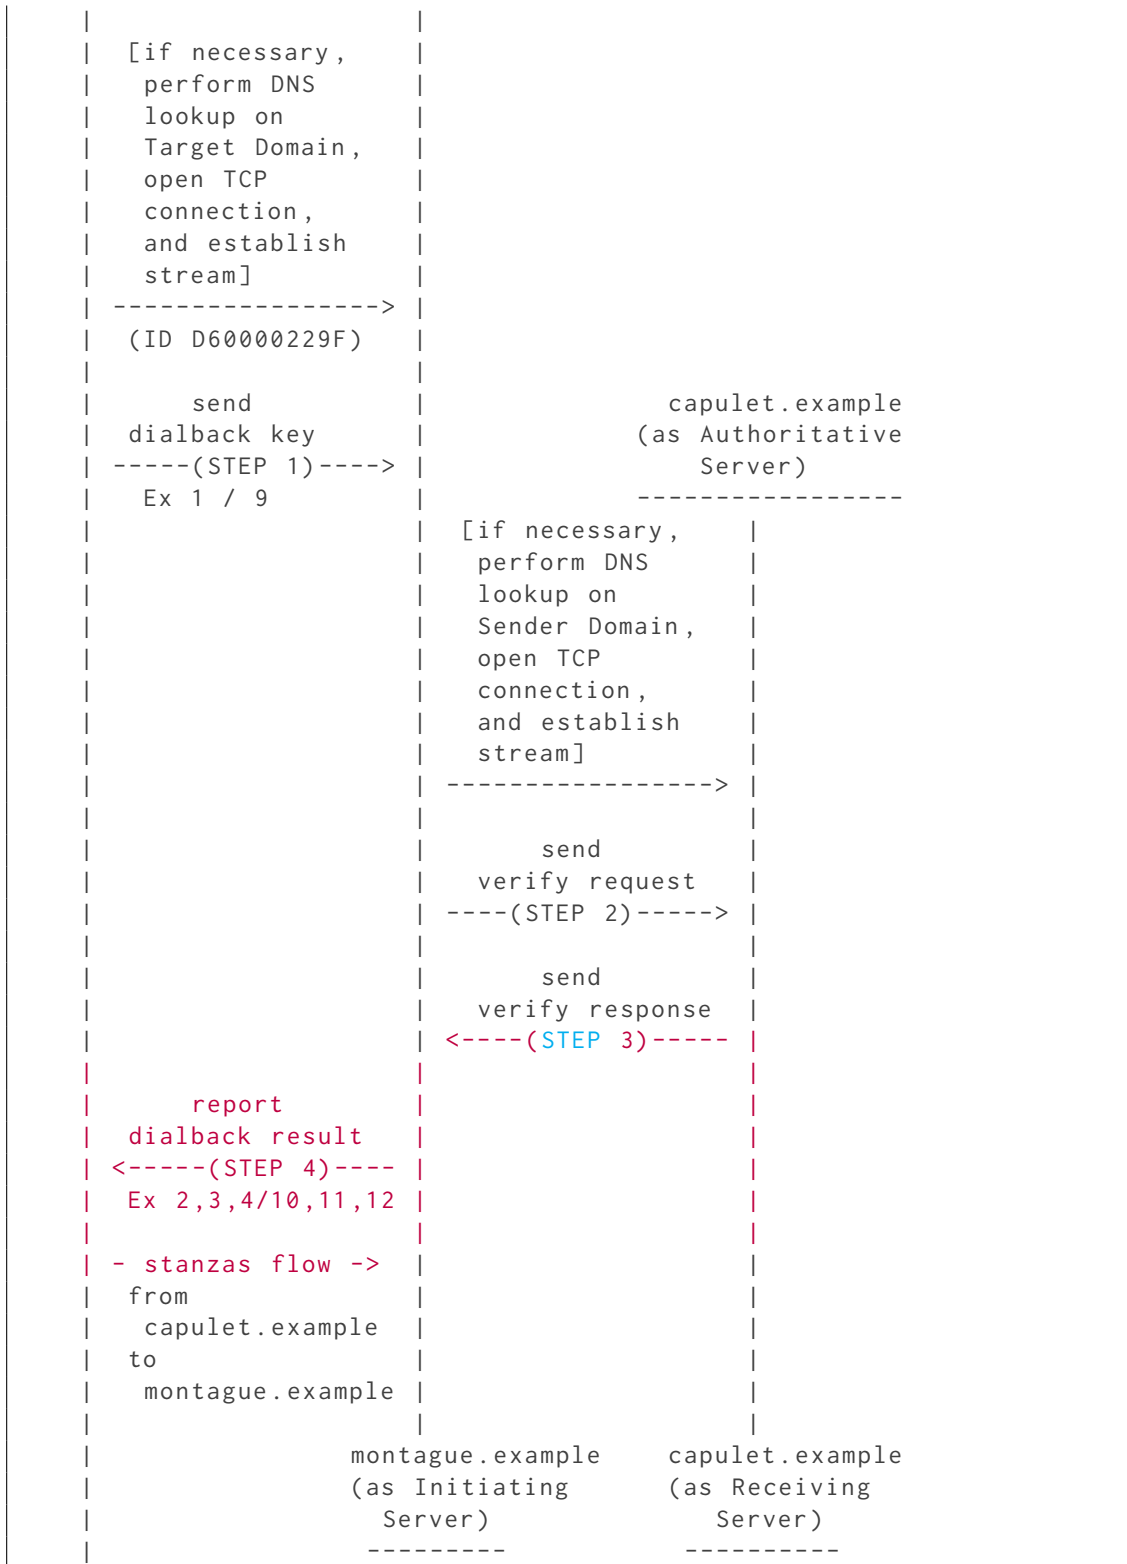 |                    |
|  [if necessary,    |
|   perform DNS      |
|   lookup on        |
|   Target Domain,   |
|   open TCP         |
|   connection,      |
|   and establish    |
|   stream]          |
| -----------------> |
|  (ID D60000229F)   |
|                    |
|      send          |               capulet.example
|  dialback key      |             (as Authoritative
| -----(STEP 1)----> |                 Server)
|   Ex 1 / 9         |             -----------------
|                    |  [if necessary,    |
|                    |   perform DNS      |
|                    |   lookup on        |
|                    |   Sender Domain,   |
|                    |   open TCP         |
|                    |   connection,      |
|                    |   and establish    |
|                    |   stream]          |
|                    | -----------------> |
|                    |                    |
|                    |       send         |
|                    |   verify request   |
|                    | ----(STEP 2)-----> |
|                    |                    |
|                    |       send         |
|                    |   verify response  |
|                    | <----(STEP 3)----- |
|                    |                    |
|      report        |                    |
|  dialback result   |                    |
| <-----(STEP 4)---- |                    |
|  Ex 2,3,4/10,11,12 |                    |
|                    |                    |
| - stanzas flow ->  |                    |
|  from              |                    |
|   capulet.example  |                    |
|  to                |                    |
|   montague.example |                    |
|                    |                    |
|                montague.example    capulet.example
|                (as Initiating      (as Receiving
|                  Server)              Server)
|                 ---------           ----------